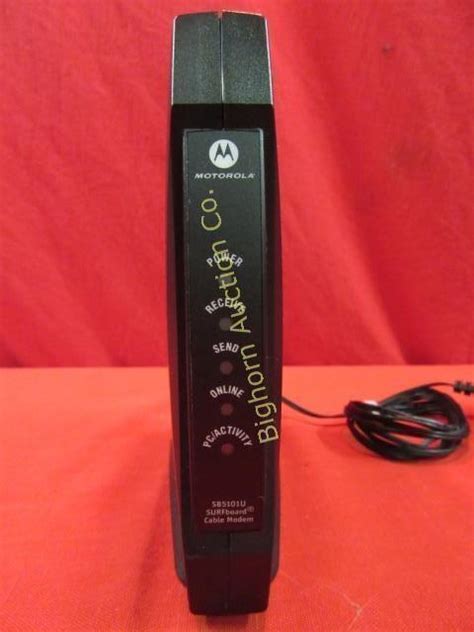 MOTOROLA
POWER
RECEIVE
SEND
ONLINE
PC/ACTIVITY
SB5101U
SURFboard®
Cable Modem
Bighorn Auction Co.